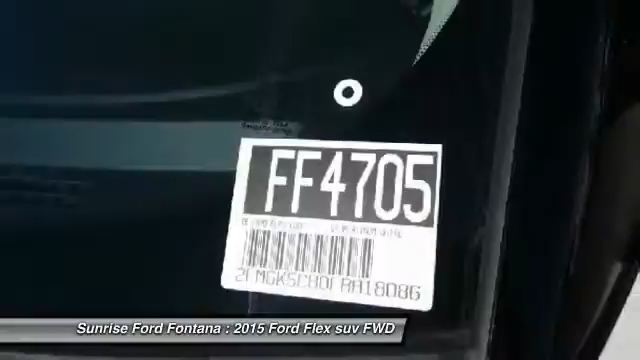 FF4705
2FMGK5C80FBA18086
Sunrise Ford Fontana : 2015 Ford Flex suv FWD